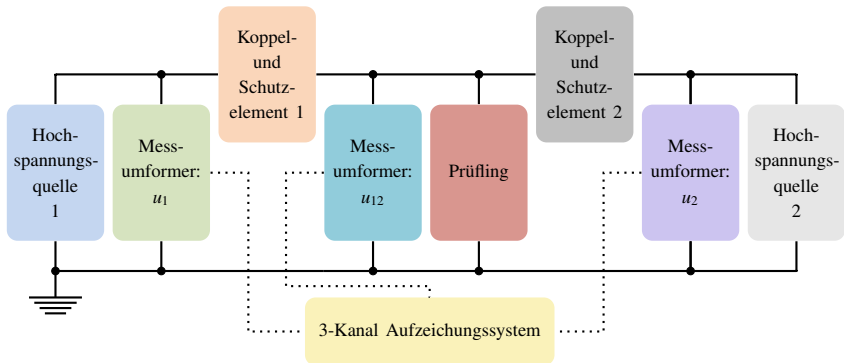 Koppel-
und
Schutz-
element 1
Koppel-
und
Schutz-
element 2
Hoch-
spannungs-
quelle
1
Mess-
umformer:
u1
Mess-
umformer:
u12
Prüfling
Mess-
umformer:
u2
Hoch-
spannungs-
quelle
2
3-Kanal Aufzeichungssystem